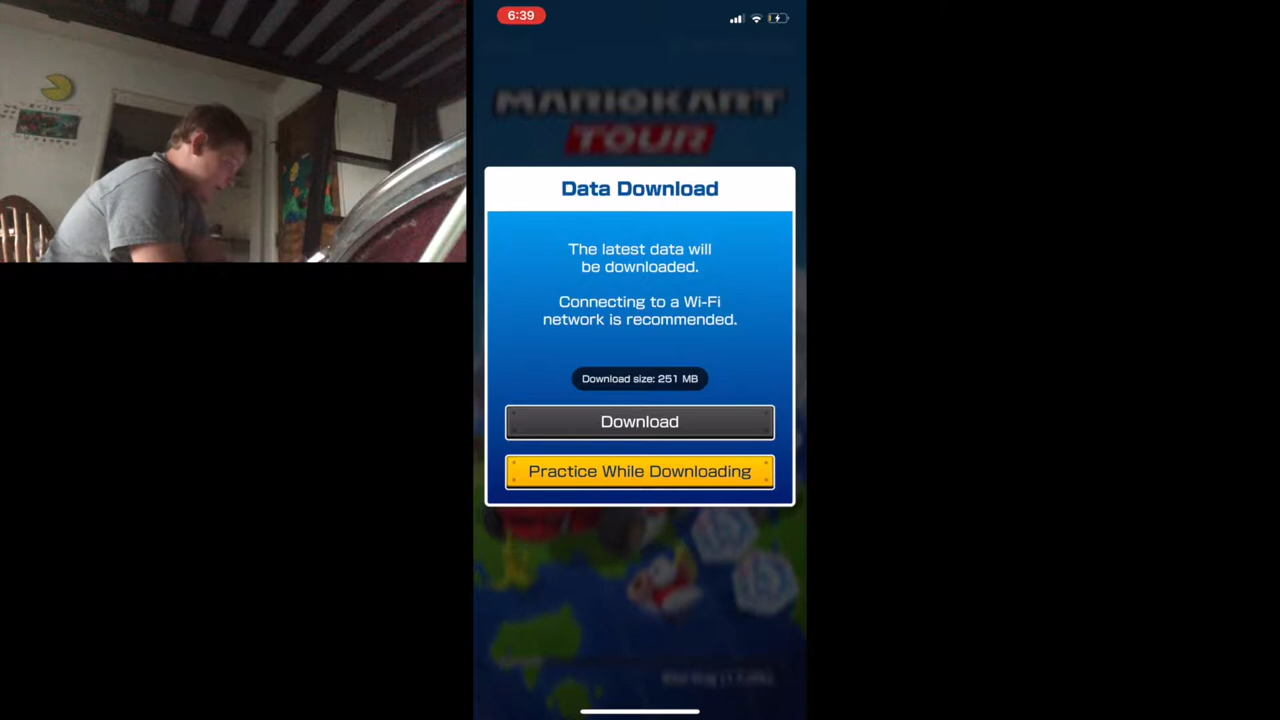 6:39
MARIOKART
TOUR
Data Download
The latest data will
be downloaded.
Connecting to a Wi-Fi
network is recommended.
Download size: 251 MB
Download
Practice While Downloading